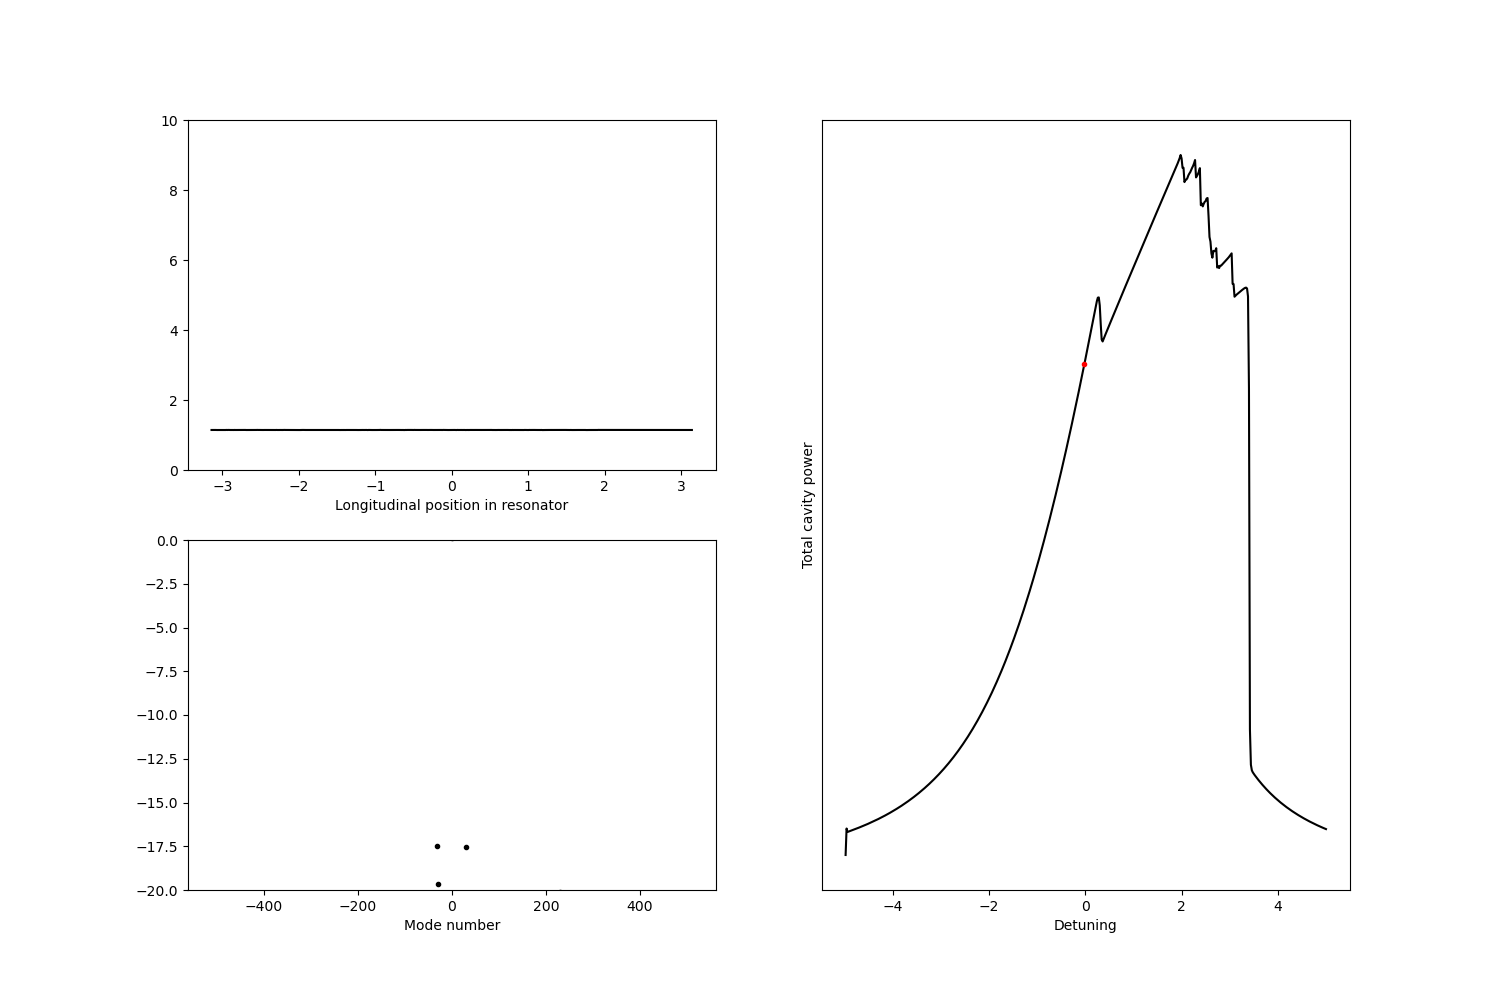 10
8
6
4
2
0
−3 −2 −1 0 1 2 3
Longitudinal position in resonator
0.0
−2.5
−5.0
−7.5
−10.0
−12.5
−15.0
−17.5
−20.0
−400 −200 0 200 400
Mode number
Total cavity power
−4 −2 0 2 4
Detuning